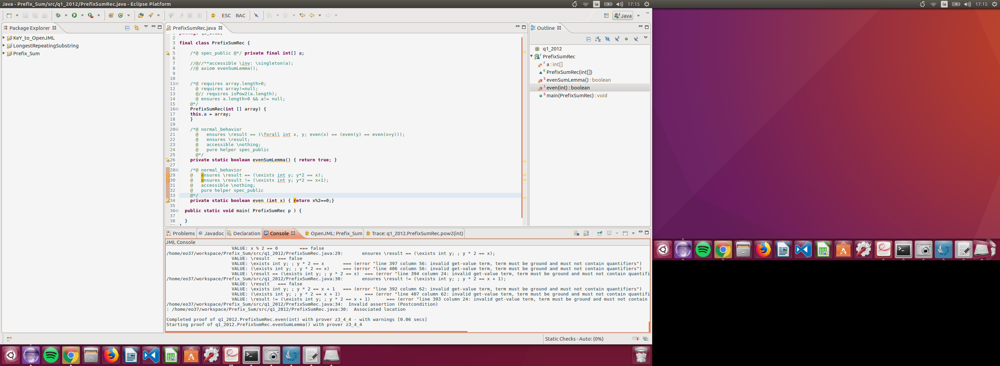 Java - Prefix_Sum/src/q1_2012/PrefixSumRec.java - Eclipse Platform
Ie
17:15
Ie
17:15
ESC RAC
Java
Package Explorer
KeY_to_OpenJML
LongestRepeatingSubstring
Prefix_Sum
PrefixSumRec.java
2
3 final class PrefixSumRec {
4
5 /*@ spec_public @*/ private final int[] a;
6
7 //@//**accessible \inv: \singleton(a);
8 //@ axiom evenSumLemma();
9
10
11 /*@ requires array.length>0;
12 @ requires array!=null;
13 @// requires isPow2(a.length);
14 @ ensures a.length>0 && a!= null;
15 @*/
16 PrefixSumRec(int [] array) {
17 this.a = array;
18 }
19
20 /*@ normal_behavior
21 @ ensures \result == (\forall int x, y; even(x) == (even(y) == even(x+y)));
22 @ ensures \result;
23 @ accessible \nothing;
24 @ pure helper spec_public
25 @*/
26 private static boolean evenSumLemma() { return true; }
27
28 /*@ normal_behavior
29 @ ensures \result == (\exists int y; y*2 == x);
30 @ ensures \result != (\exists int y; y*2 == x+1);
31 @ accessible \nothing;
32 @ pure helper spec_public
33 @*/
34 private static boolean even (int x) { return x%2==0;}
35
36 public static void main( PrefixSumRec p ) {
37
38 }
Outline
q1_2012
PrefixSumRec
a : int[]
PrefixSumRec(int[])
evenSumLemma() : boolean
even(int) : boolean
main(PrefixSumRec) : void
Problems Javadoc Declaration Console OpenJML: Prefix_Sum Trace: q1_2012.PrefixSumRec.pow2(int)
JML Console
VALUE: x % 2 == 0 === false
/home/eo37/workspace/Prefix_Sum/src/q1_2012/PrefixSumRec.java:29: ensures \result == (\exists int y; ; y * 2 == x);
VALUE: \result === false
VALUE: \exists int y; ; y * 2 == x === (error "line 397 column 56: invalid get-value term, term must be ground and must not contain quantifiers")
VALUE: (\exists int y; ; y * 2 == x) === (error "line 406 column 56: invalid get-value term, term must be ground and must not contain quantifiers")
VALUE: \result == (\exists int y; ; y * 2 == x) === (error "line 394 column 24: invalid get-value term, term must be ground and must not contain quantifi
/home/eo37/workspace/Prefix_Sum/src/q1_2012/PrefixSumRec.java:30: ensures \result != (\exists int y; ; y * 2 == x + 1);
VALUE: \result === false
VALUE: \exists int y; ; y * 2 == x + 1 === (error "line 392 column 62: invalid get-value term, term must be ground and must not contain quantifiers")
VALUE: (\exists int y; ; y * 2 == x + 1) === (error "line 407 column 62: invalid get-value term, term must be ground and must not contain quantifi
VALUE: \result != (\exists int y; ; y * 2 == x + 1) === (error "line 393 column 24: invalid get-value term, term must be ground and must not contain
/home/eo37/workspace/Prefix_Sum/src/q1_2012/PrefixSumRec.java:34: Invalid assertion (Postcondition)
: /home/eo37/workspace/Prefix_Sum/src/q1_2012/PrefixSumRec.java:30: Associated location
Completed proof of q1_2012.PrefixSumRec.even(int) with prover z3_4_4 - with warnings [0.06 secs]
Starting proof of q1_2012.PrefixSumRec.evenSumLemma() with prover z3_4_4
Static Checks - Auto: (0%)